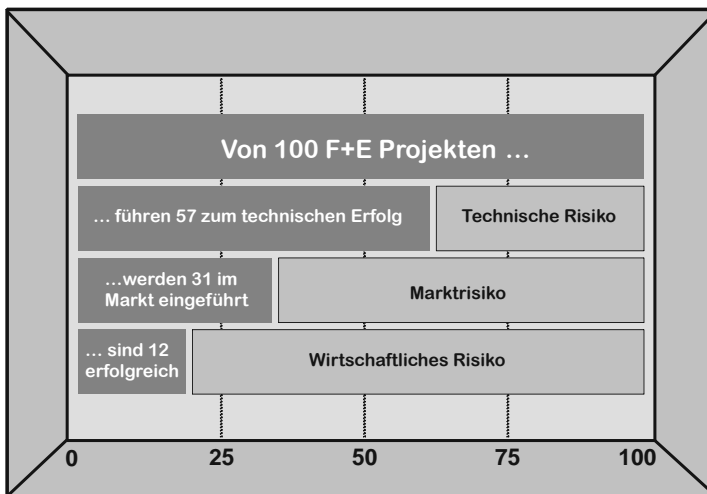 Von 100 F+E Projekten ...
... führen 57 zum technischen Erfolg
Technische Risiko
...werden 31 im
Markt eingeführt
Marktrisiko
... sind 12
erfolgreich
Wirtschaftliches Risiko
0 25 50 75 100